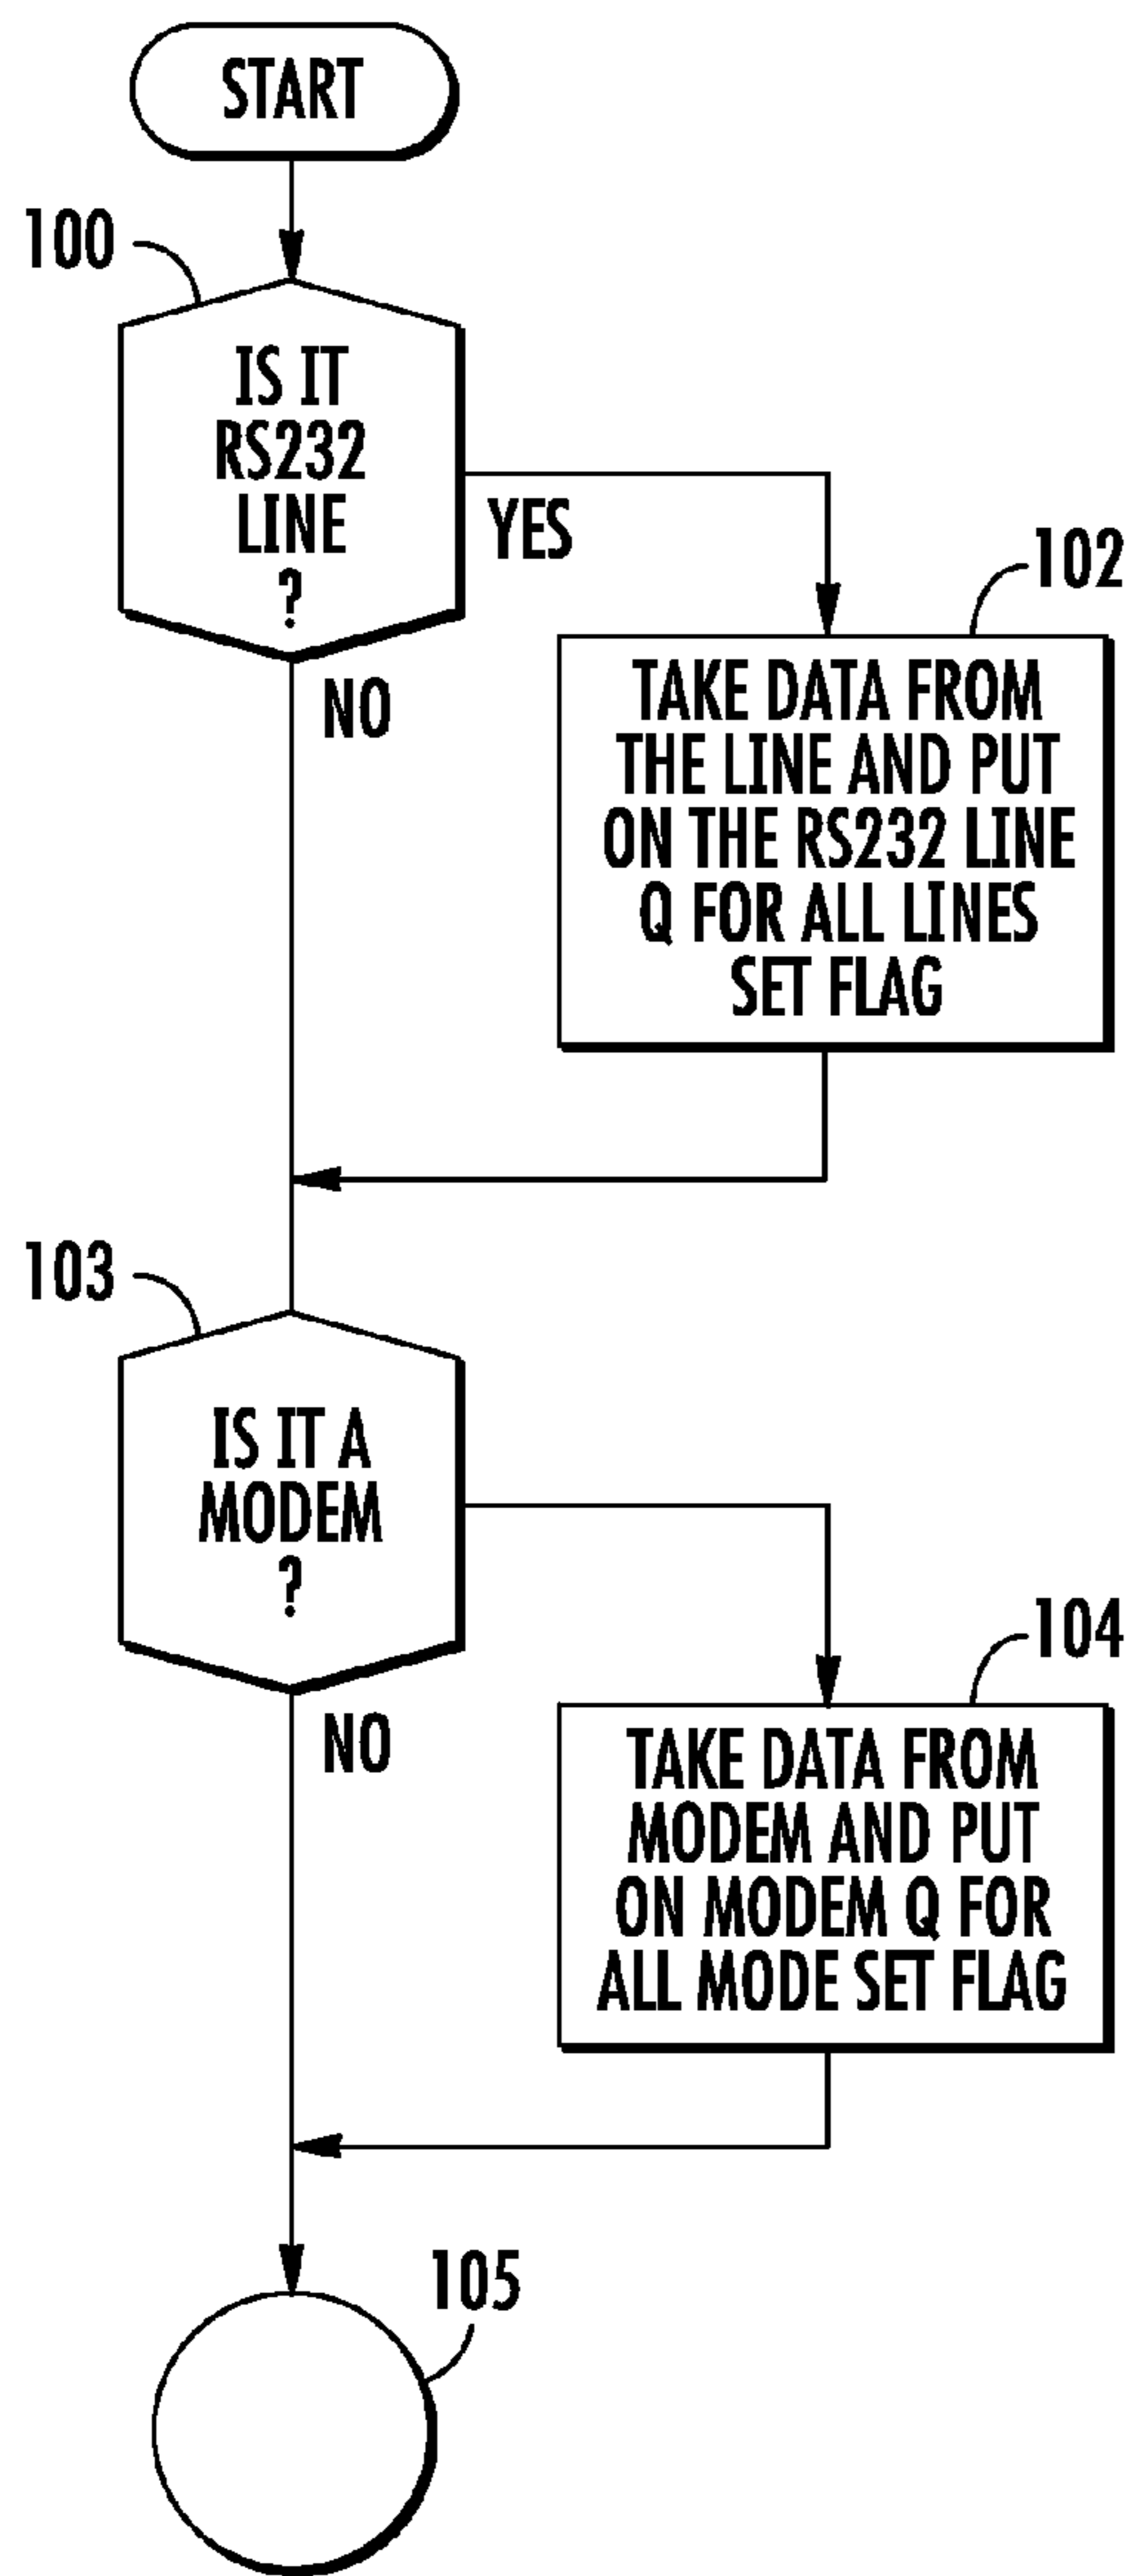 START
100
IS IT
RS232
LINE
?
YES
NO
102
TAKE DATA FROM
THE LINE AND PUT
ON THE RS232 LINE
Q FOR ALL LINES
SET FLAG
103
IS IT A
MODEM
?
NO
104
TAKE DATA FROM
MODEM AND PUT
ON MODEM Q FOR
ALL MODE SET FLAG
105